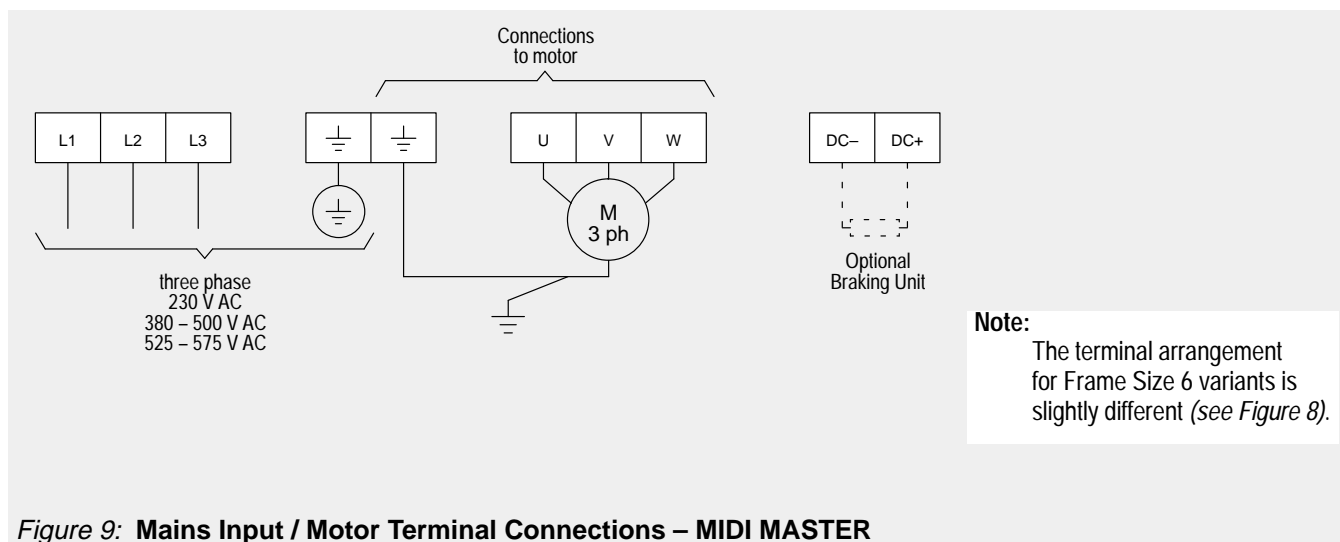 Connections
to motor
L1 L2 L3 U V W DC– DC+
M
3 ph
three phase
230 V AC
380 – 500 V AC
525 – 575 V AC
Optional
Braking Unit
Note:
The terminal arrangement
for Frame Size 6 variants is
slightly different (see Figure 8).
Figure 9: Mains Input / Motor Terminal Connections – MIDI MASTER